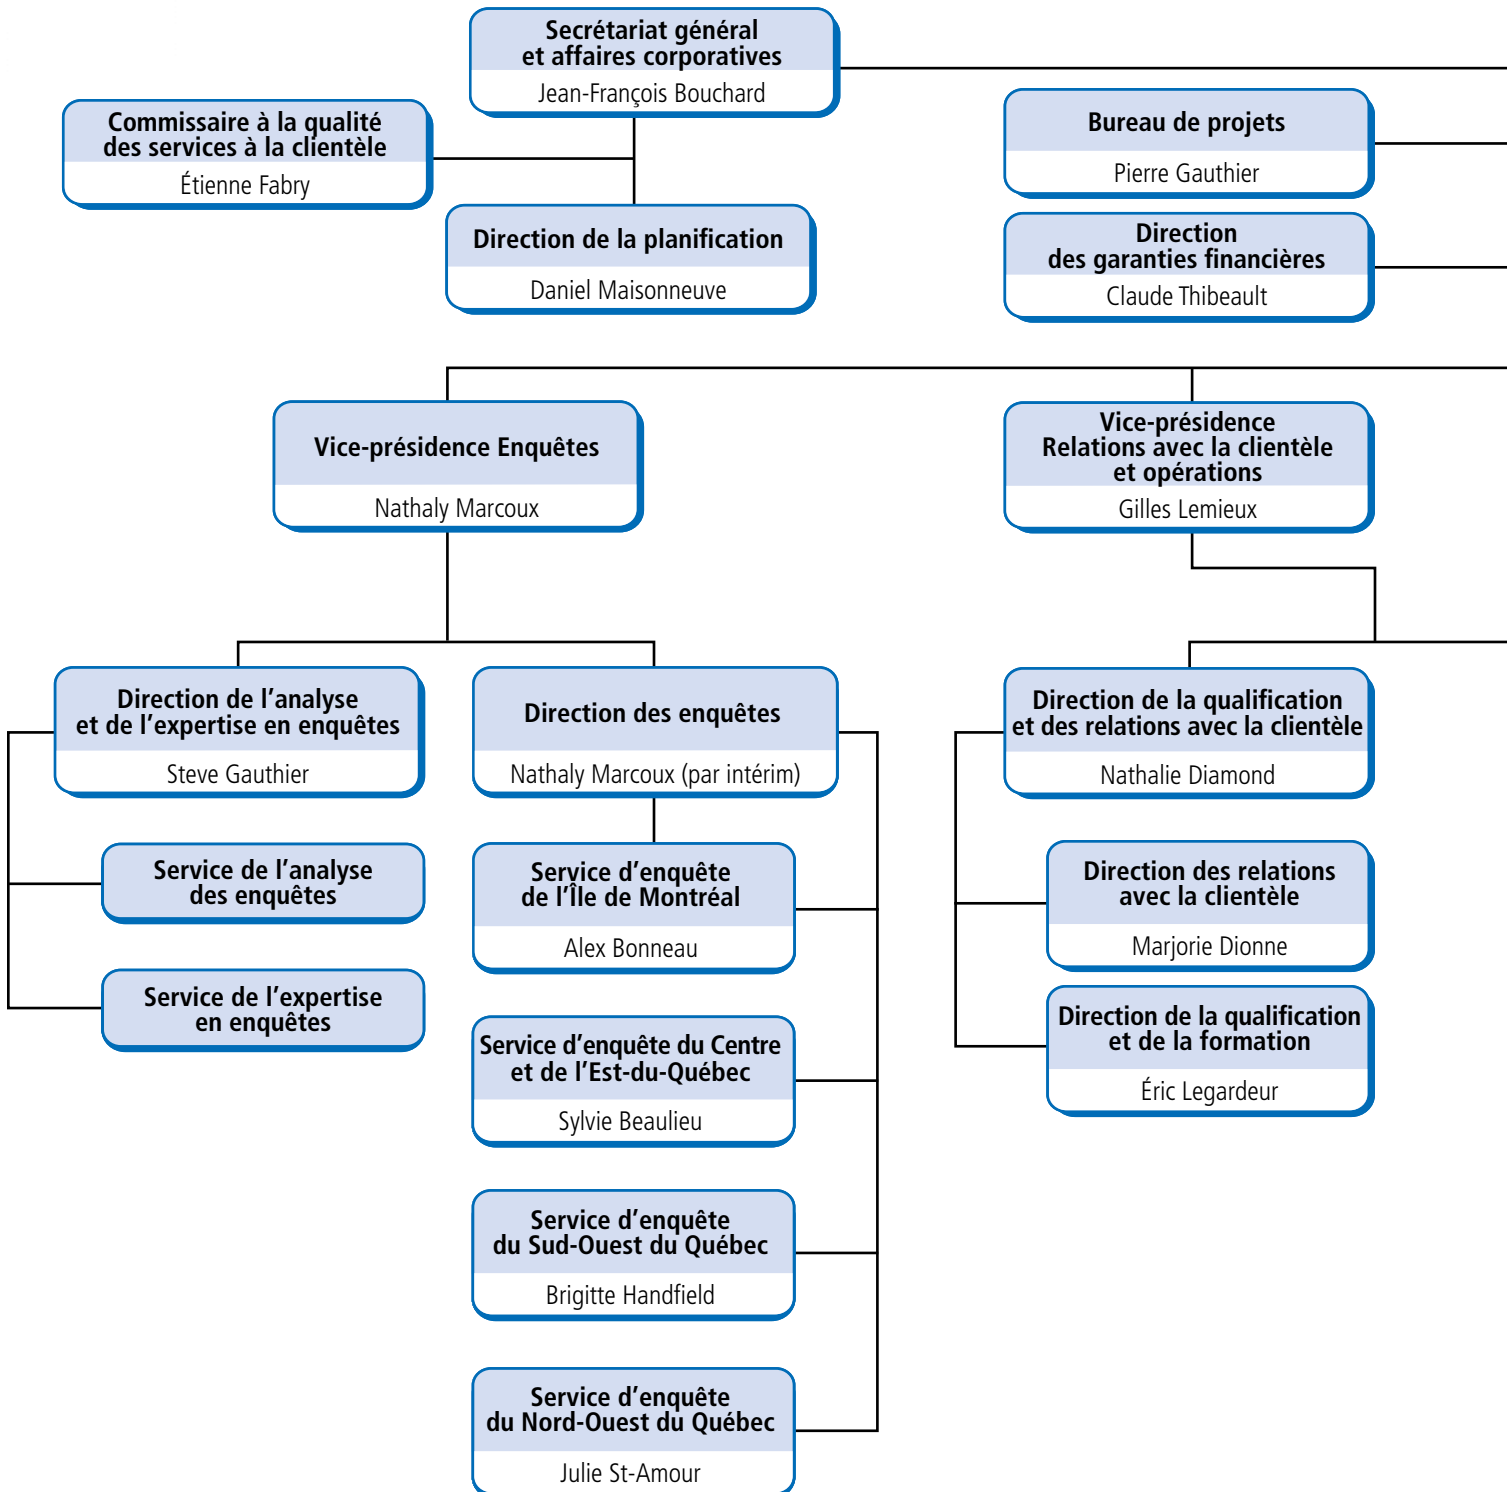 Secrétariat général
et affaires corporatives
Jean-François Bouchard
Commissaire à la qualité
des services à la clientèle
Étienne Fabry
Direction de la planification
Daniel Maisonneuve
Bureau de projets
Pierre Gauthier
Direction
des garanties financières
Claude Thibeault
Vice-présidence Enquêtes
Nathaly Marcoux
Vice-présidence
Relations avec la clientèle
et opérations
Gilles Lemieux
Direction de l'analyse
et de l'expertise en enquêtes
Steve Gauthier
Service de l'analyse
des enquêtes
Service de l'expertise
en enquêtes
Direction des enquêtes
Nathaly Marcoux (par intérim)
Service d'enquête
de l'Île de Montréal
Alex Bonneau
Service d'enquête du Centre
et de l'Est-du-Québec
Sylvie Beaulieu
Service d'enquête
du Sud-Ouest du Québec
Brigitte Handfield
Service d'enquête
du Nord-Ouest du Québec
Julie St-Amour
Direction de la qualification
et des relations avec la clientèle
Nathalie Diamond
Direction des relations
avec la clientèle
Marjorie Dionne
Direction de la qualification
et de la formation
Éric Legardeur